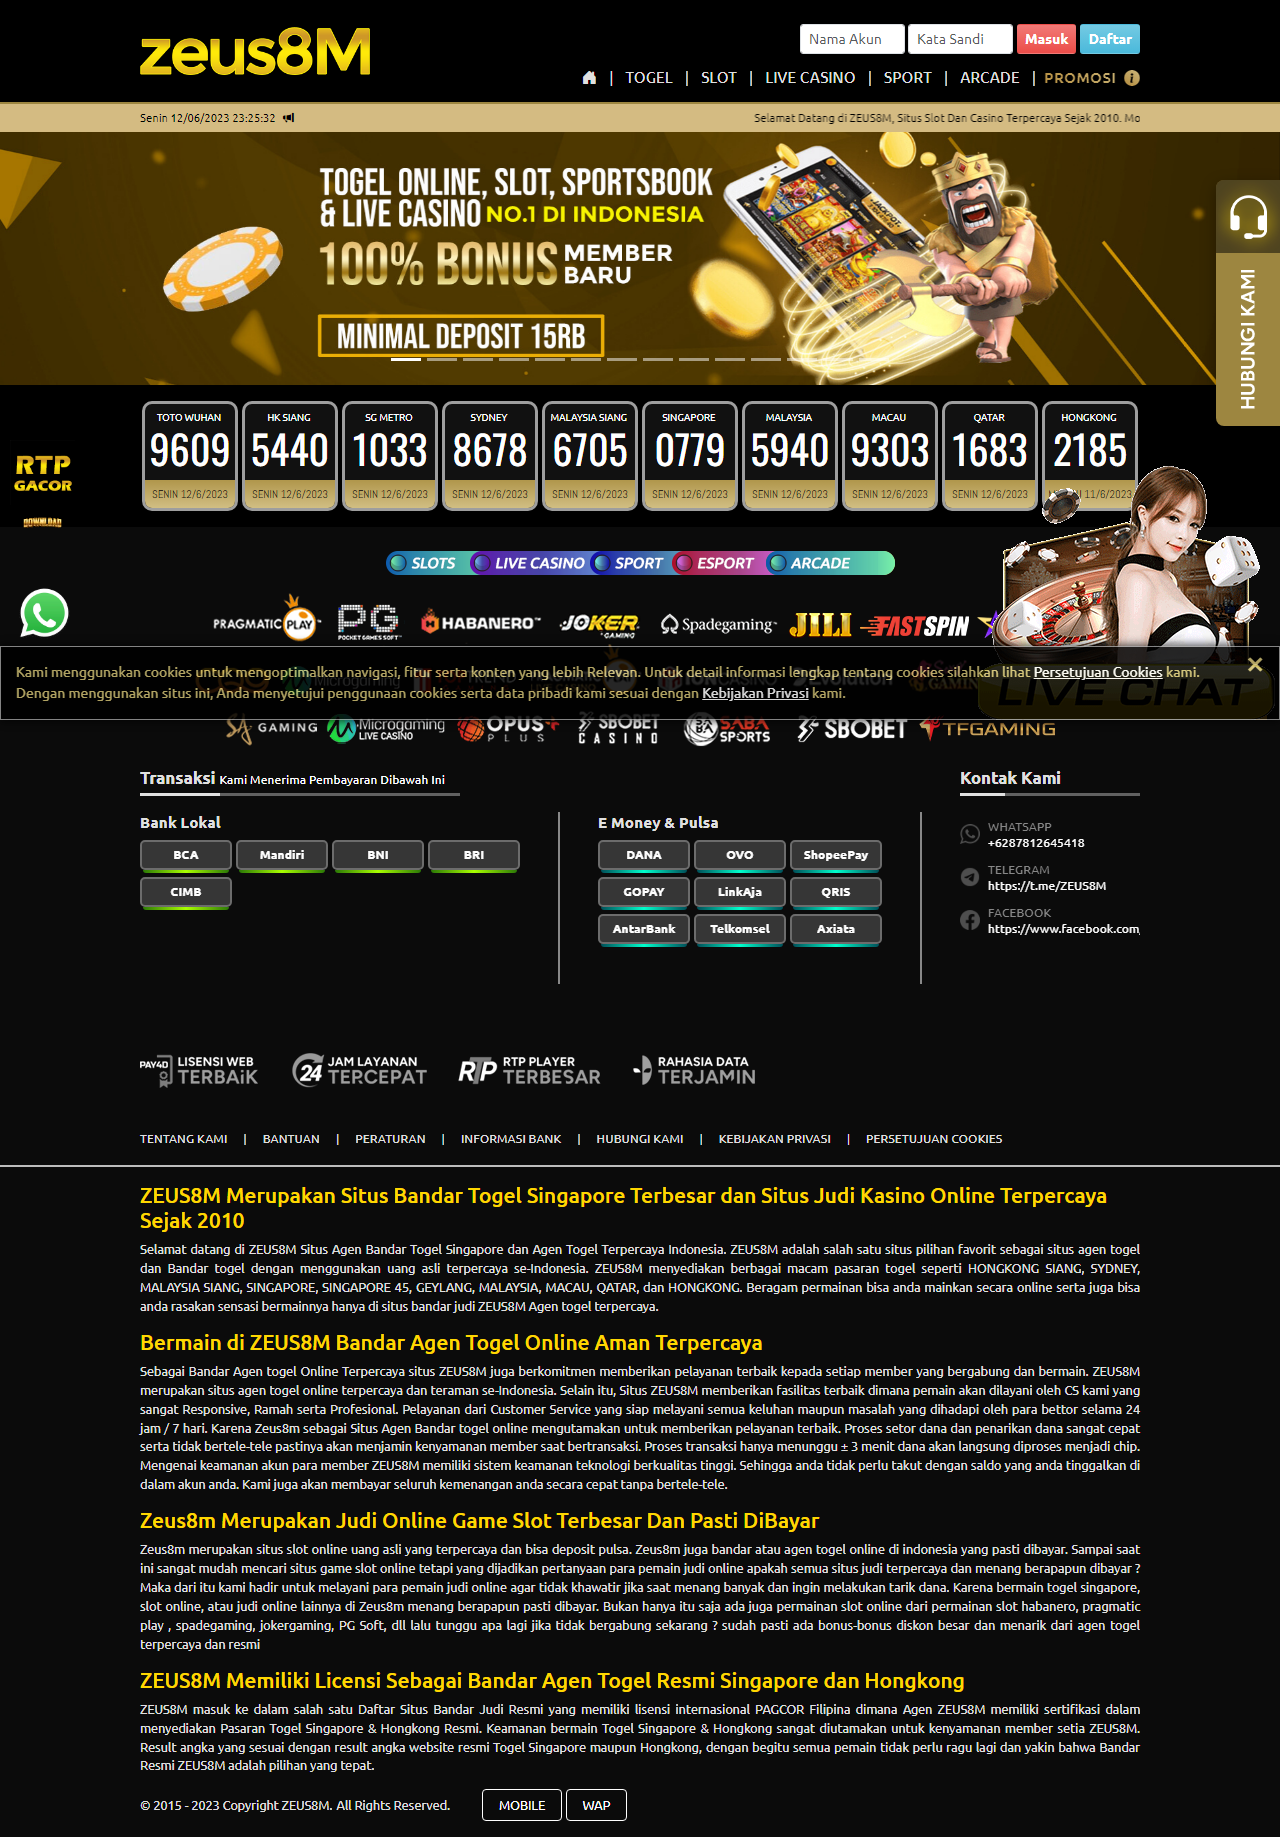 zeus8M
Nama Akun Kata Sandi Masuk Daftar
TOGEL | SLOT | LIVE CASINO | SPORT | ARCADE | PROMOSI
Senin 12/06/2023 23:25:32
Selamat Datang di ZEUS8M, Situs Slot Dan Casino Terpercaya Sejak 2010. Mo
TOGEL ONLINE, SLOT, SPORTSBOOK
& LIVE CASINO NO.1 DI INDONESIA
100% BONUS MEMBER BARU
MINIMAL DEPOSIT 15RB
HUBUNGI KAMI
TOTO WUHAN HK SIANG SG METRO SYDNEY MALAYSIA SIANG SINGAPORE MALAYSIA MACAU QATAR HONGKONG
9609 5440 1033 8678 6705 0779 5940 9303 1683 2185
SENIN 12/6/2023 SENIN 12/6/2023 SENIN 12/6/2023 SENIN 12/6/2023 SENIN 12/6/2023 SENIN 12/6/2023 SENIN 12/6/2023 SENIN 12/6/2023 SENIN 12/6/2023 11/6/2023
RTP
GACOR
DOWNLOAD
SLOTS LIVE CASINO SPORT ESPORT ARCADE
PRAGMATIC PLAY PG POCKET GAMES SOFT HABANERO JOKER GAMING Spadegaming JILI FASTSPIN
Kami menggunakan cookies untuk mengoptimalkan navigasi, fitur serta konten yang lebih Relevan. Untuk detail informasi lengkap tentang cookies silahkan lihat Persetujuan Cookies kami.
Dengan menggunakan situs ini, Anda menyetujui penggunaan cookies serta data pribadi kami sesuai dengan Kebijakan Privasi kami.
LIVE CHAT
SA GAMING Microgaming LIVE CASINO OPUS+ PLUS SBOBET CASINO SABA SPORTS SBOBET TFGAMING
Transaksi Kami Menerima Pembayaran Dibawah Ini
Kontak Kami
Bank Lokal
BCA Mandiri BNI BRI
CIMB
E Money & Pulsa
DANA OVO ShopeePay
GOPAY LinkAja QRIS
AntarBank Telkomsel Axiata
WHATSAPP
+6287812645418
TELEGRAM
https://t.me/ZEUS8M
FACEBOOK
https://www.facebook.com
PAY4D LISENSI WEB TERBAIK
24 JAM LAYANAN TERCEPAT
RTP RTP PLAYER TERBESAR
RAHASIA DATA TERJAMIN
TENTANG KAMI | BANTUAN | PERATURAN | INFORMASI BANK | HUBUNGI KAMI | KEBIJAKAN PRIVASI | PERSETUJUAN COOKIES
ZEUS8M Merupakan Situs Bandar Togel Singapore Terbesar dan Situs Judi Kasino Online Terpercaya
Sejak 2010
Selamat datang di ZEUS8M Situs Agen Bandar Togel Singapore dan Agen Togel Terpercaya Indonesia. ZEUS8M adalah salah satu situs pilihan favorit sebagai situs agen togel
dan Bandar togel dengan menggunakan uang asli terpercaya se-Indonesia. ZEUS8M menyediakan berbagai macam pasaran togel seperti HONGKONG SIANG, SYDNEY,
MALAYSIA SIANG, SINGAPORE, SINGAPORE 45, GEYLANG, MALAYSIA, MACAU, QATAR, dan HONGKONG. Beragam permainan bisa anda mainkan secara online serta juga bisa
anda rasakan sensasi bermainnya hanya di situs bandar judi ZEUS8M Agen togel terpercaya.
Bermain di ZEUS8M Bandar Agen Togel Online Aman Terpercaya
Sebagai Bandar Agen togel Online Terpercaya situs ZEUS8M juga berkomitmen memberikan pelayanan terbaik kepada setiap member yang bergabung dan bermain. ZEUS8M
merupakan situs agen togel online terpercaya dan teraman se-Indonesia. Selain itu, Situs ZEUS8M memberikan fasilitas terbaik dimana pemain akan dilayani oleh CS kami yang
sangat Responsive, Ramah serta Profesional. Pelayanan dari Customer Service yang siap melayani semua keluhan maupun masalah yang dihadapi oleh para bettor selama 24
jam / 7 hari. Karena Zeus8m sebagai Situs Agen Bandar togel online mengutamakan untuk memberikan pelayanan terbaik. Proses setor dana dan penarikan dana sangat cepat
serta tidak bertele-tele pastinya akan menjamin kenyamanan member saat bertransaksi. Proses transaksi hanya menunggu ± 3 menit dana akan langsung diproses menjadi chip.
Mengenai keamanan akun para member ZEUS8M memiliki sistem keamanan teknologi berkualitas tinggi. Sehingga anda tidak perlu takut dengan saldo yang anda tinggalkan di
dalam akun anda. Kami juga akan membayar seluruh kemenangan anda secara cepat tanpa bertele-tele.
Zeus8m Merupakan Judi Online Game Slot Terbesar Dan Pasti DiBayar
Zeus8m merupakan situs slot online uang asli yang terpercaya dan bisa deposit pulsa. Zeus8m juga bandar atau agen togel online di indonesia yang pasti dibayar. Sampai saat
ini sangat mudah mencari situs game slot online tetapi yang dijadikan pertanyaan para pemain judi online apakah semua situs judi terpercaya dan menang berapapun dibayar ?
Maka dari itu kami hadir untuk melayani para pemain judi online agar tidak khawatir jika saat menang banyak dan ingin melakukan tarik dana. Karena bermain togel singapore,
slot online, atau judi online lainnya di Zeus8m menang berapapun pasti dibayar. Bukan hanya itu saja ada juga permainan slot online dari permainan slot habanero, pragmatic
play , spadegaming, jokergaming, PG Soft, dll lalu tunggu apa lagi jika tidak bergabung sekarang ? sudah pasti ada bonus-bonus diskon besar dan menarik dari agen togel
terpercaya dan resmi
ZEUS8M Memiliki Licensi Sebagai Bandar Agen Togel Resmi Singapore dan Hongkong
ZEUS8M masuk ke dalam salah satu Daftar Situs Bandar Judi Resmi yang memiliki lisensi internasional PAGCOR Filipina dimana Agen ZEUS8M memiliki sertifikasi dalam
menyediakan Pasaran Togel Singapore & Hongkong Resmi. Keamanan bermain Togel Singapore & Hongkong sangat diutamakan untuk kenyamanan member setia ZEUS8M.
Result angka yang sesuai dengan result angka website resmi Togel Singapore maupun Hongkong, dengan begitu semua pemain tidak perlu ragu lagi dan yakin bahwa Bandar
Resmi ZEUS8M adalah pilihan yang tepat.
© 2015 - 2023 Copyright ZEUS8M. All Rights Reserved. MOBILE WAP